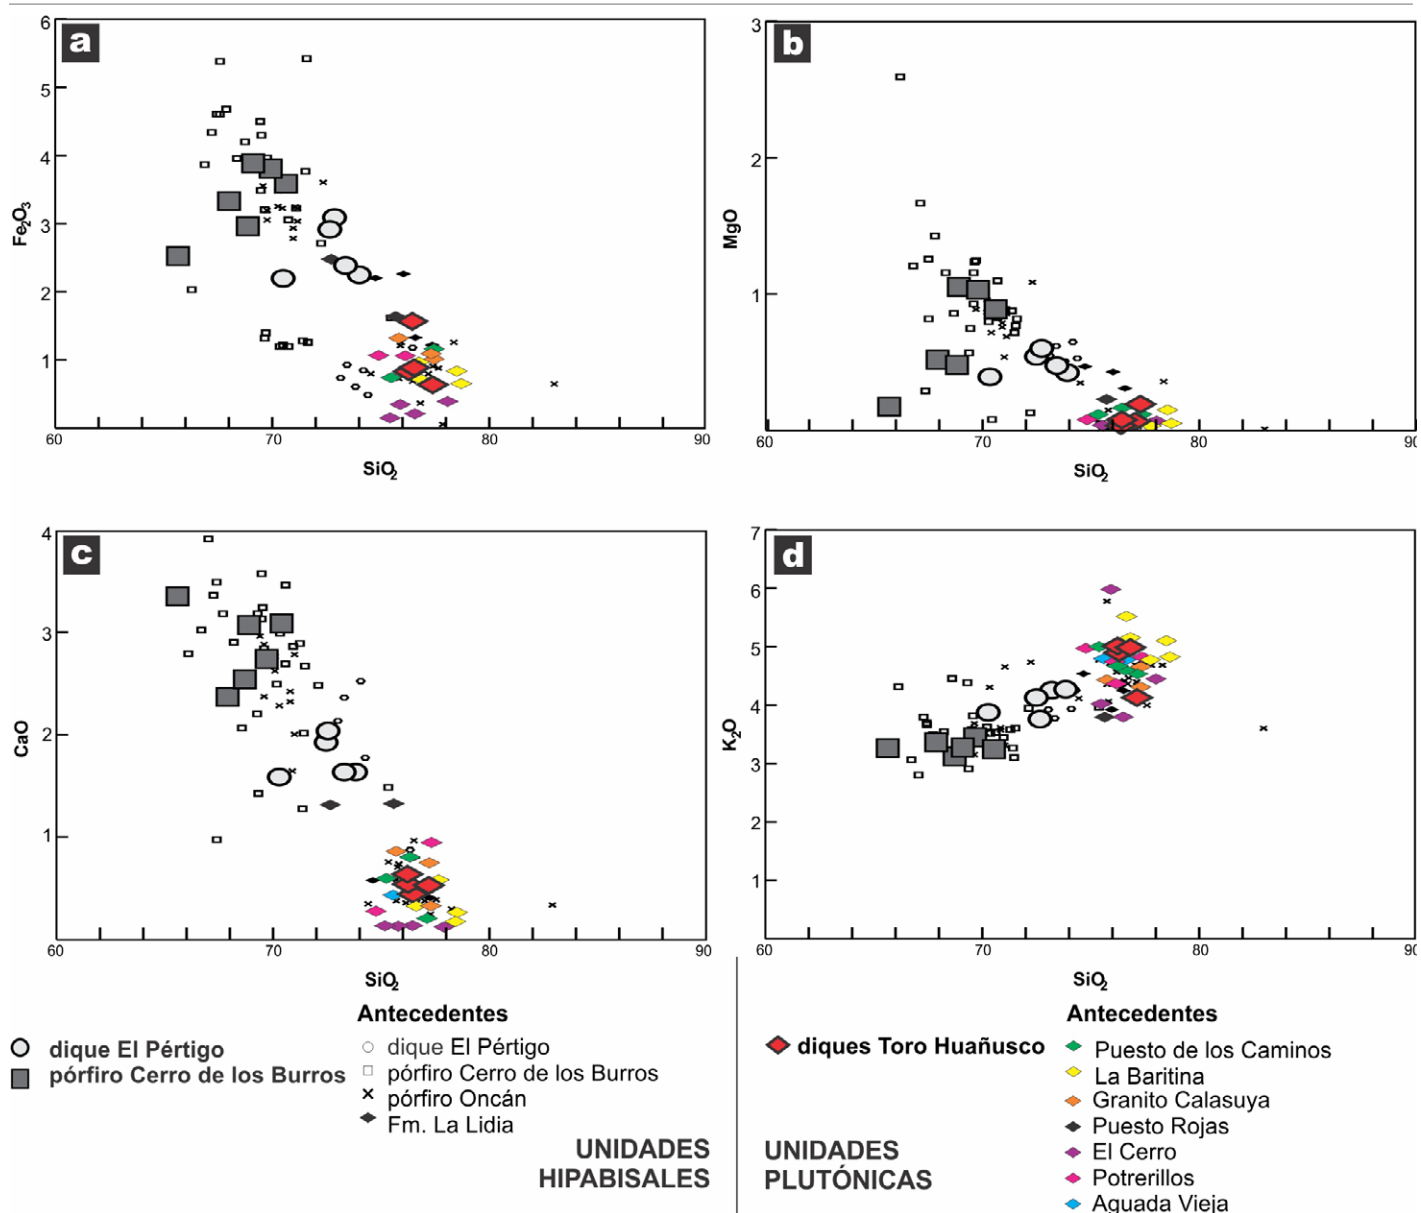 a
6
5
4
3
2
1
Fe2O3
60
70
80
90
SiO2
b
3
2
1
MgO
60
70
80
90
SiO2
c
4
3
2
1
CaO
60
70
80
90
SiO2
d
7
6
5
4
3
2
1
K2O
60
70
80
90
SiO2
dique El Pértigo
pórfiro Cerro de los Burros
Antecedentes
dique El Pértigo
pórfiro Cerro de los Burros
pórfiro Oncán
Fm. La Lidia
UNIDADES
HIPABISALES
diques Toro Huañusco
Antecedentes
Puesto de los Caminos
La Baritina
Granito Calasuya
Puesto Rojas
El Cerro
Potrerillos
Aguada Vieja
UNIDADES
PLUTÓNICAS